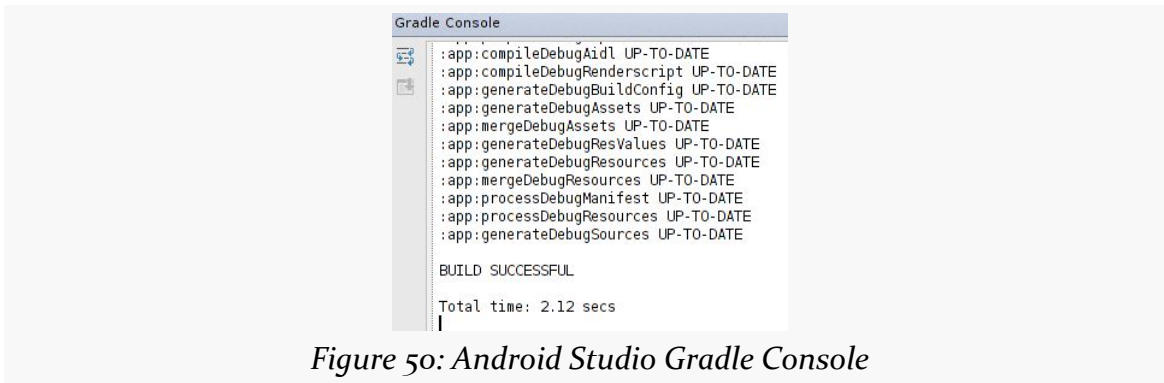 Gradle Console
:app:compileDebugAidl UP-TO-DATE
:app:compileDebugRenderscript UP-TO-DATE
:app:generateDebugBuildConfig UP-TO-DATE
:app:generateDebugAssets UP-TO-DATE
:app:mergeDebugAssets UP-TO-DATE
:app:generateDebugResValues UP-TO-DATE
:app:generateDebugResources UP-TO-DATE
:app:mergeDebugResources UP-TO-DATE
:app:processDebugManifest UP-TO-DATE
:app:processDebugResources UP-TO-DATE
:app:generateDebugSources UP-TO-DATE
BUILD SUCCESSFUL
Total time: 2.12 secs
Figure 50: Android Studio Gradle Console